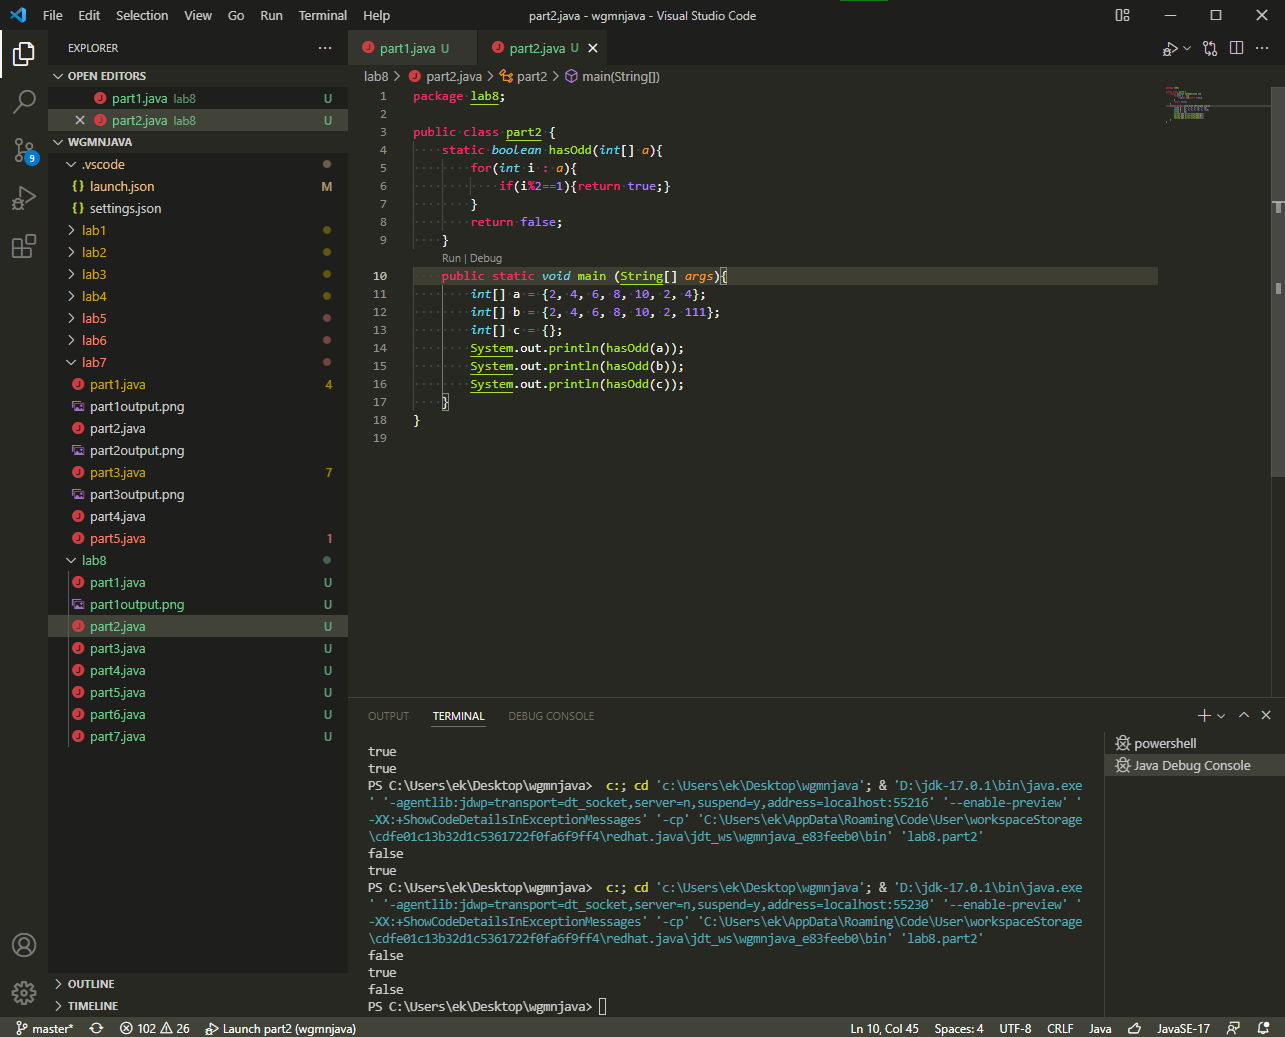 File Edit Selection View Go Run Terminal Help part2.java - wgmnjava - Visual Studio Code
EXPLORER
OPEN EDITORS
part1.java lab8 U
part2.java lab8 U
WGMNJAVA
.vscode
launch.json M
settings.json
lab1
lab2
lab3
lab4
lab5
lab6
lab7
part1.java 4
part1output.png
part2.java
part2output.png
part3.java 7
part3output.png
part4.java
part5.java 1
lab8
part1.java U
part1output.png U
part2.java U
part3.java U
part4.java U
part5.java U
part6.java U
part7.java U
OUTLINE
TIMELINE
9
part1.java U part2.java U
lab8 > part2.java > part2 > main(String[])
1 package lab8;
2
3 public class part2 {
4 static boolean hasOdd(int[] a){
5 for(int i : a){
6 if(i%2==1){return true;}
7 }
8 return false;
9 }
Run | Debug
10 public static void main (String[] args){
11 int[] a = {2, 4, 6, 8, 10, 2, 4};
12 int[] b = {2, 4, 6, 8, 10, 2, 111};
13 int[] c = {};
14 System.out.println(hasOdd(a));
15 System.out.println(hasOdd(b));
16 System.out.println(hasOdd(c));
17 }
18 }
19
OUTPUT TERMINAL DEBUG CONSOLE
true
true
PS C:\Users\ek\Desktop\wgmnjava> c:; cd 'c:\Users\ek\Desktop\wgmnjava'; & 'D:\jdk-17.0.1\bin\java.exe
' '-agentlib:jdwp=transport=dt_socket,server=n,suspend=y,address=localhost:55216' '--enable-preview' '
-XX:+ShowCodeDetailsInExceptionMessages' '-cp' 'C:\Users\ek\AppData\Roaming\Code\User\workspaceStorage
\cdfe01c13b32d1c5361722f0fa6f9ff4\redhat.java\jdt_ws\wgmnjava_e83feeb0\bin' 'lab8.part2'
false
true
PS C:\Users\ek\Desktop\wgmnjava> c:; cd 'c:\Users\ek\Desktop\wgmnjava'; & 'D:\jdk-17.0.1\bin\java.exe
' '-agentlib:jdwp=transport=dt_socket,server=n,suspend=y,address=localhost:55230' '--enable-preview' '
-XX:+ShowCodeDetailsInExceptionMessages' '-cp' 'C:\Users\ek\AppData\Roaming\Code\User\workspaceStorage
\cdfe01c13b32d1c5361722f0fa6f9ff4\redhat.java\jdt_ws\wgmnjava_e83feeb0\bin' 'lab8.part2'
false
true
false
PS C:\Users\ek\Desktop\wgmnjava>
powershell
Java Debug Console
master* 102 26 Launch part2 (wgmnjava) Ln 10, Col 45 Spaces: 4 UTF-8 CRLF Java JavaSE-17